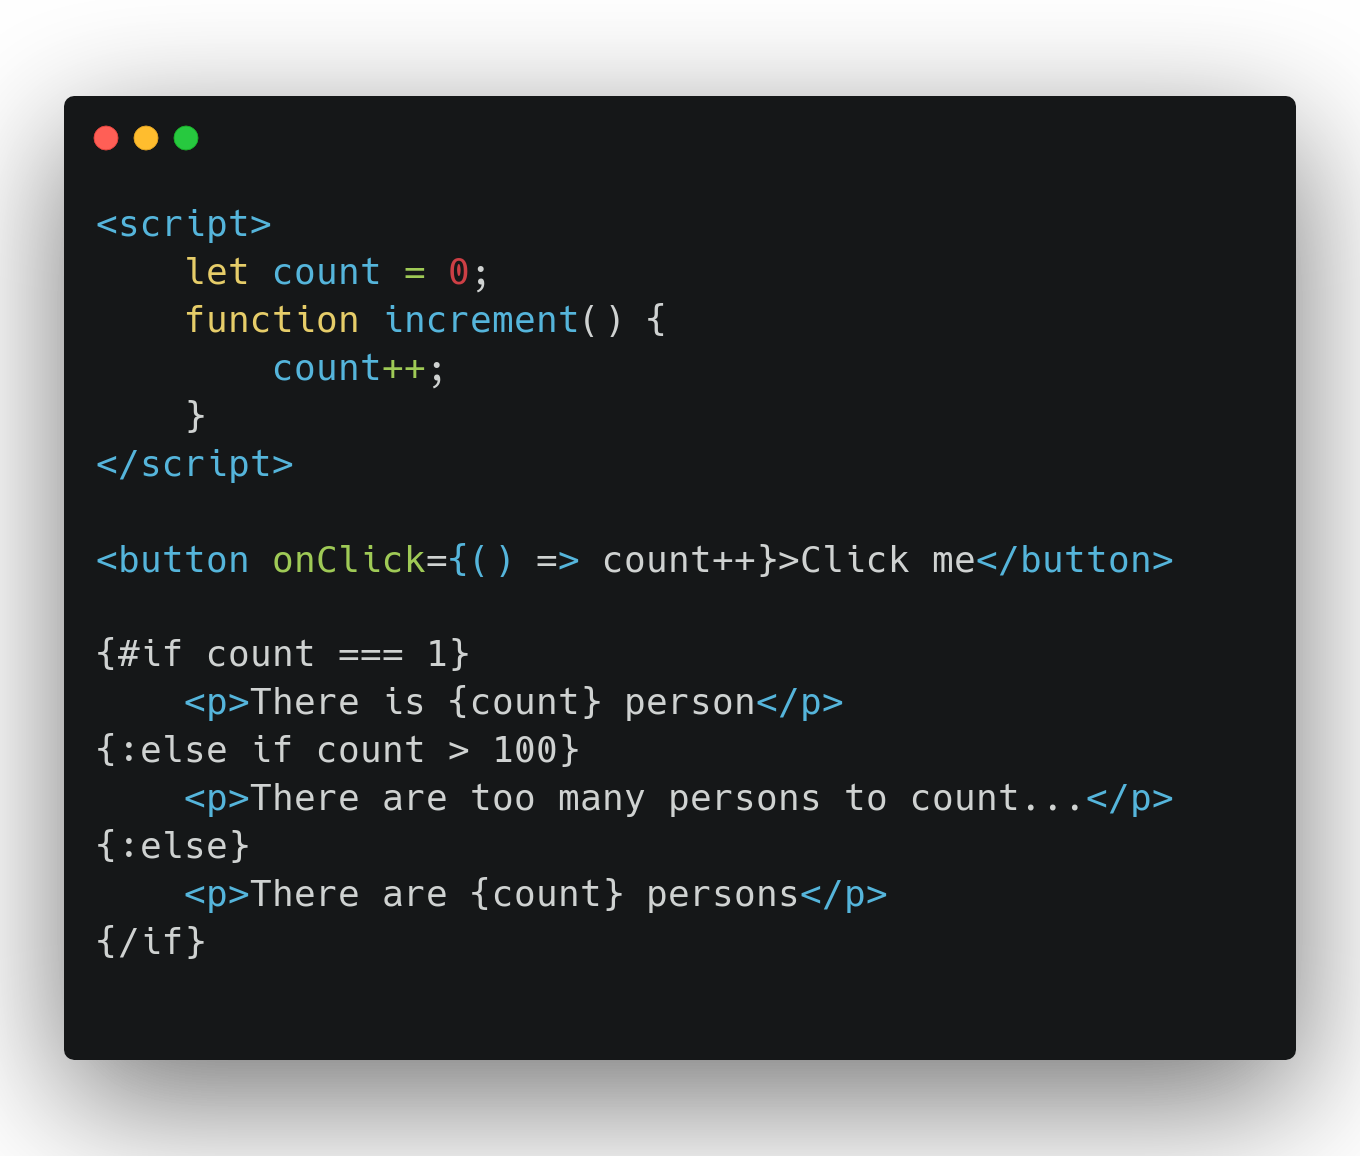 <script>
    let count = 0;
    function increment() {
        count++;
    }
</script>

<button onClick={() => count++}>Click me</button>

{#if count === 1}
    <p>There is {count} person</p>
{:else if count > 100}
    <p>There are too many persons to count...</p>
{:else}
    <p>There are {count} persons</p>
{/if}